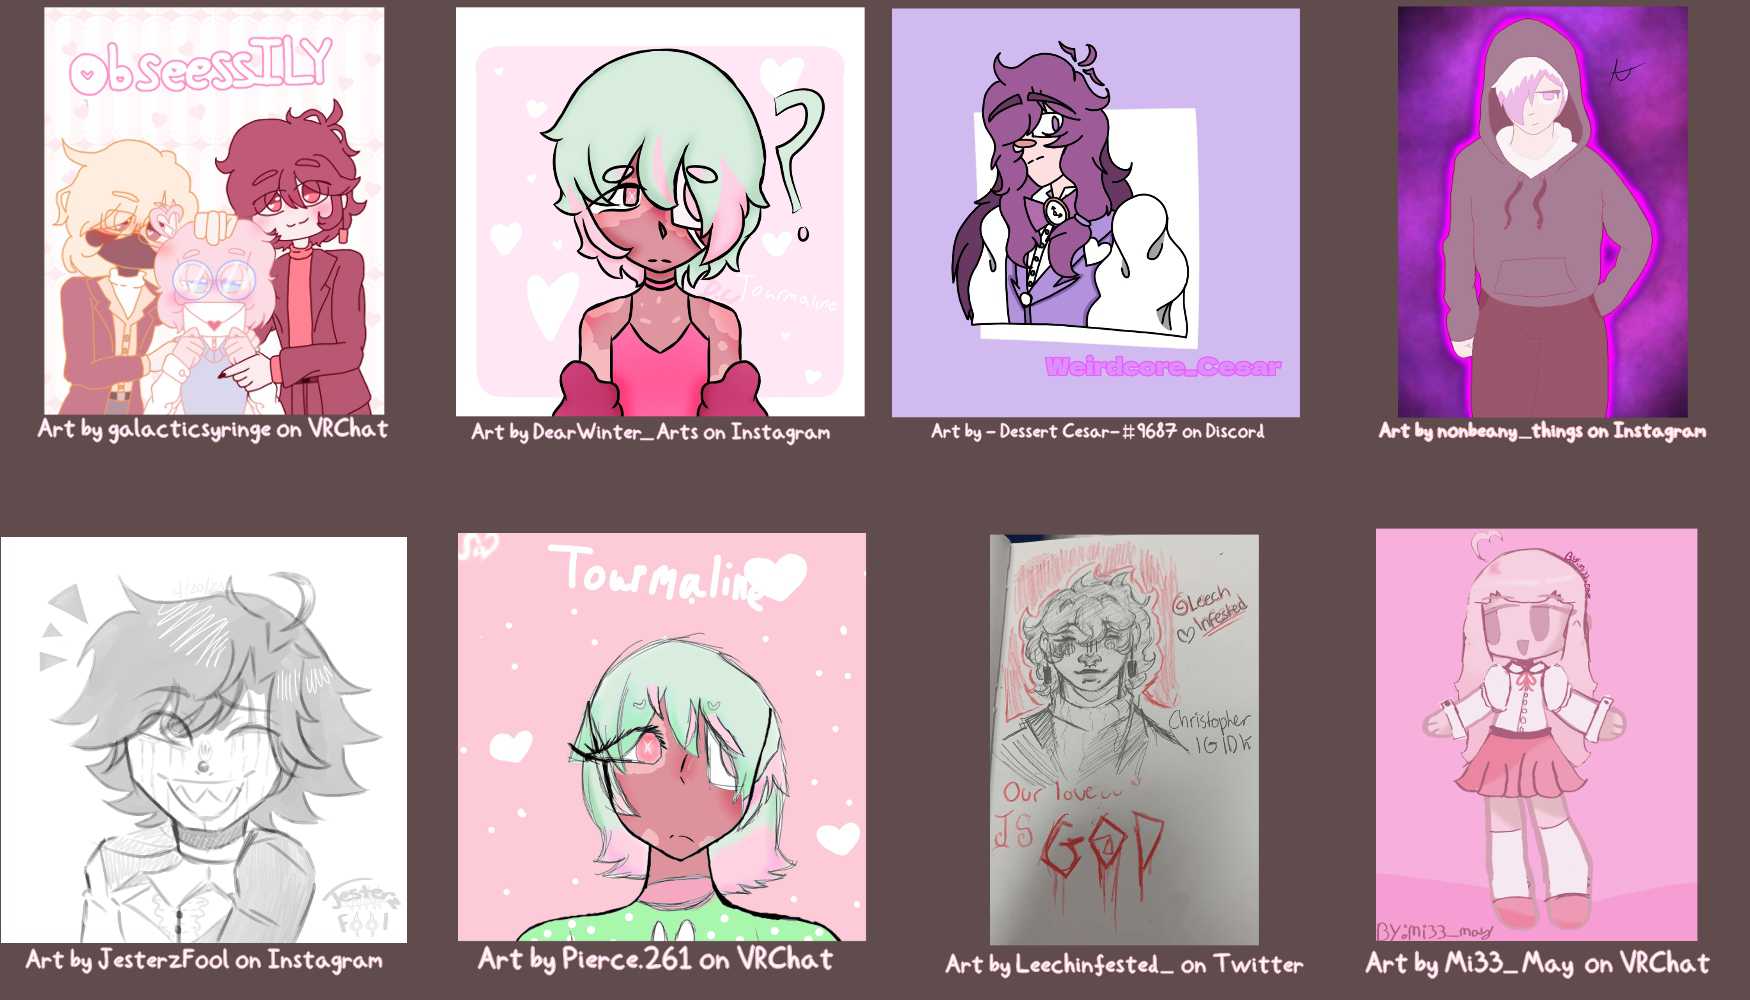 ObseessILY
Tourmaline
Weirdcore_Cesar
Art by galacticsyringe on VRChat
Art by DearWinter_Arts on Instagram
Art by - Dessert Cesar-#9687 on Discord
Art by nonbeany_things on Instagram
Tourmaline
@Leech
infested
Christopher
IG IDK
Our love
IS GOD
Jesterz
Fool
BY:mi33_may
Art by JesterzFool on Instagram
Art by Pierce.261 on VRChat
Art by Leechinfested_ on Twitter
Art by Mi33_May on VRChat